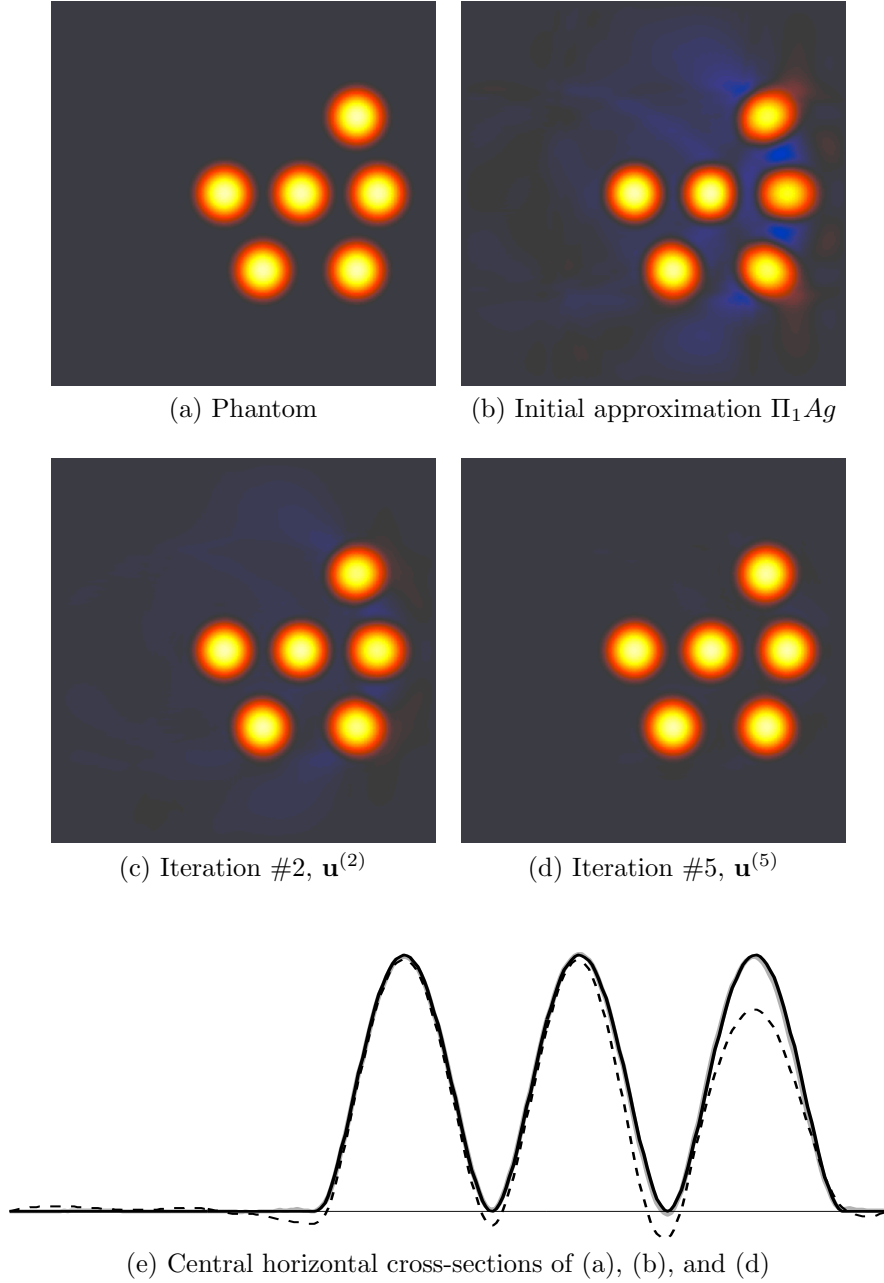 (a) Phantom
(b) Initial approximation Π₁Ag
(c) Iteration #2, u⁽²⁾
(d) Iteration #5, u⁽⁵⁾
(e) Central horizontal cross-sections of (a), (b), and (d)